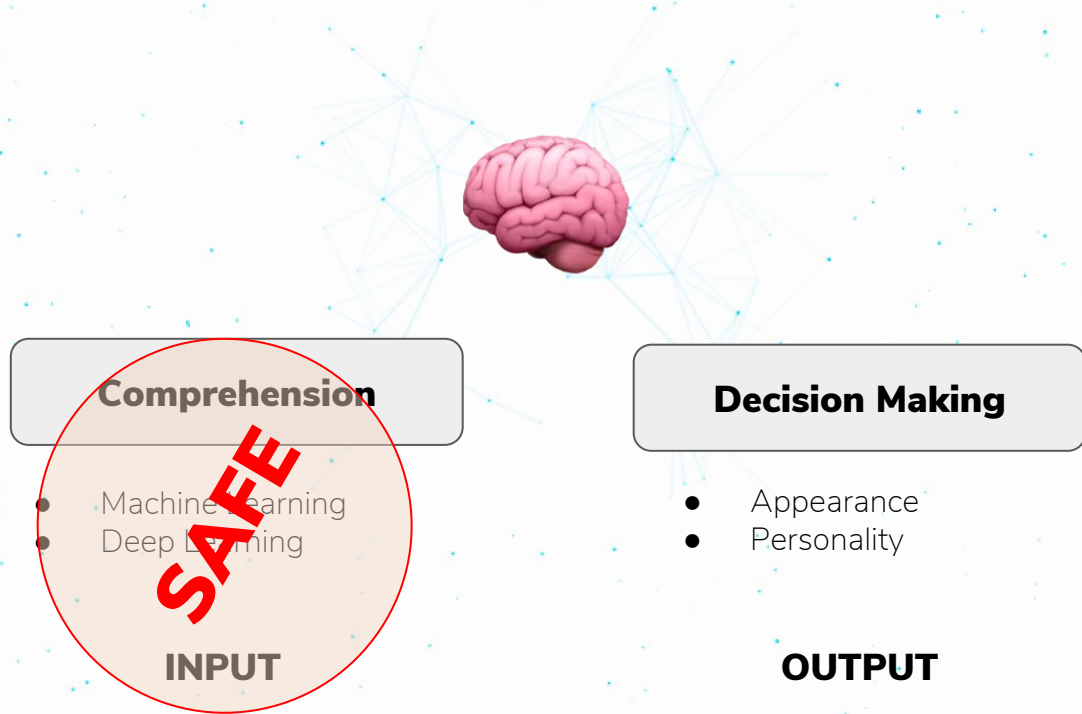 Comprehension
Decision Making
● Machine Learning
● Deep Learning
SAFE
● Appearance
● Personality
INPUT
OUTPUT